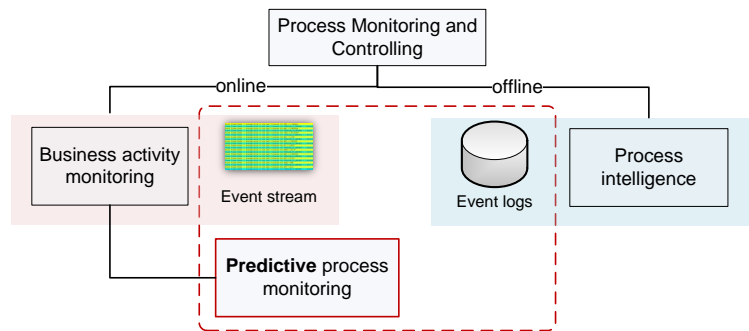 Process Monitoring and
Controlling
online
offline
Business activity
monitoring
Event stream
Event logs
Process
intelligence
Predictive process
monitoring